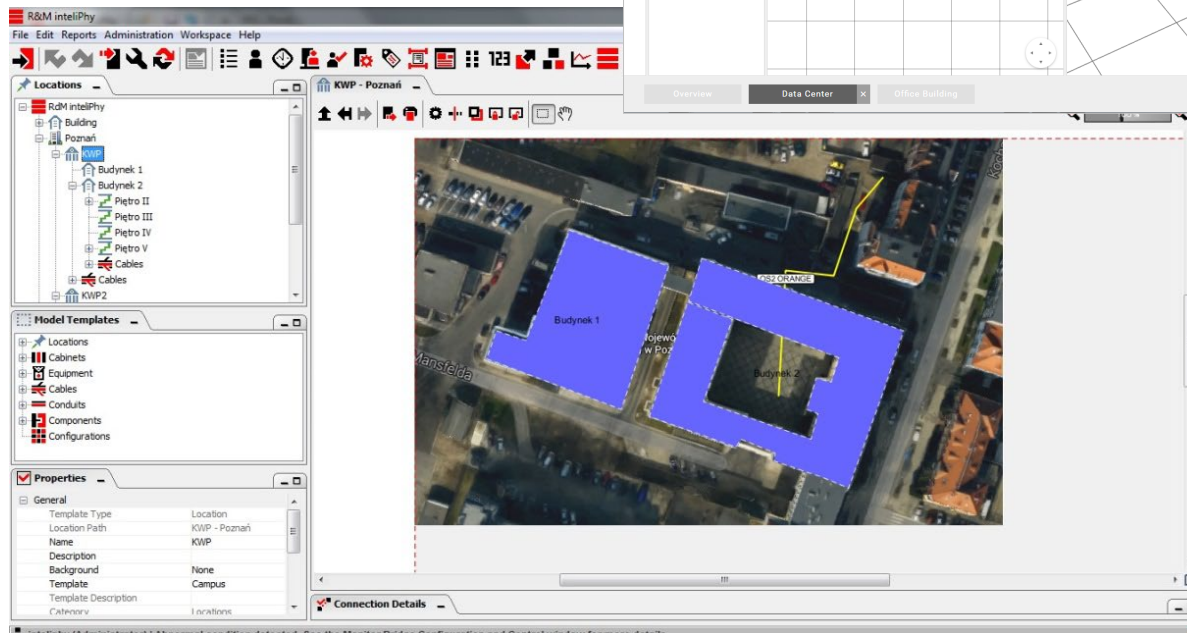 R&M inteliPhy
File Edit Reports Administration Workspace Help
123
Overview
Data Center
Office Building
Locations
RdM inteliPhy
Building
Poznań
KWP
Budynek 1
Budynek 2
Piętro II
Piętro III
Piętro IV
Piętro V
Cables
Cables
KWP2
Model Templates
Locations
Cabinets
Equipment
Cables
Conduits
Components
Configurations
Properties
General
Template Type Location
Location Path KWP - Poznań
Name KWP
Description
Background None
Template Campus
Template Description
Category Locations
KWP - Poznań
OS2 ORANGE
Budynek 1
w Poz
Budynek 2
Mansfelda
Connection Details